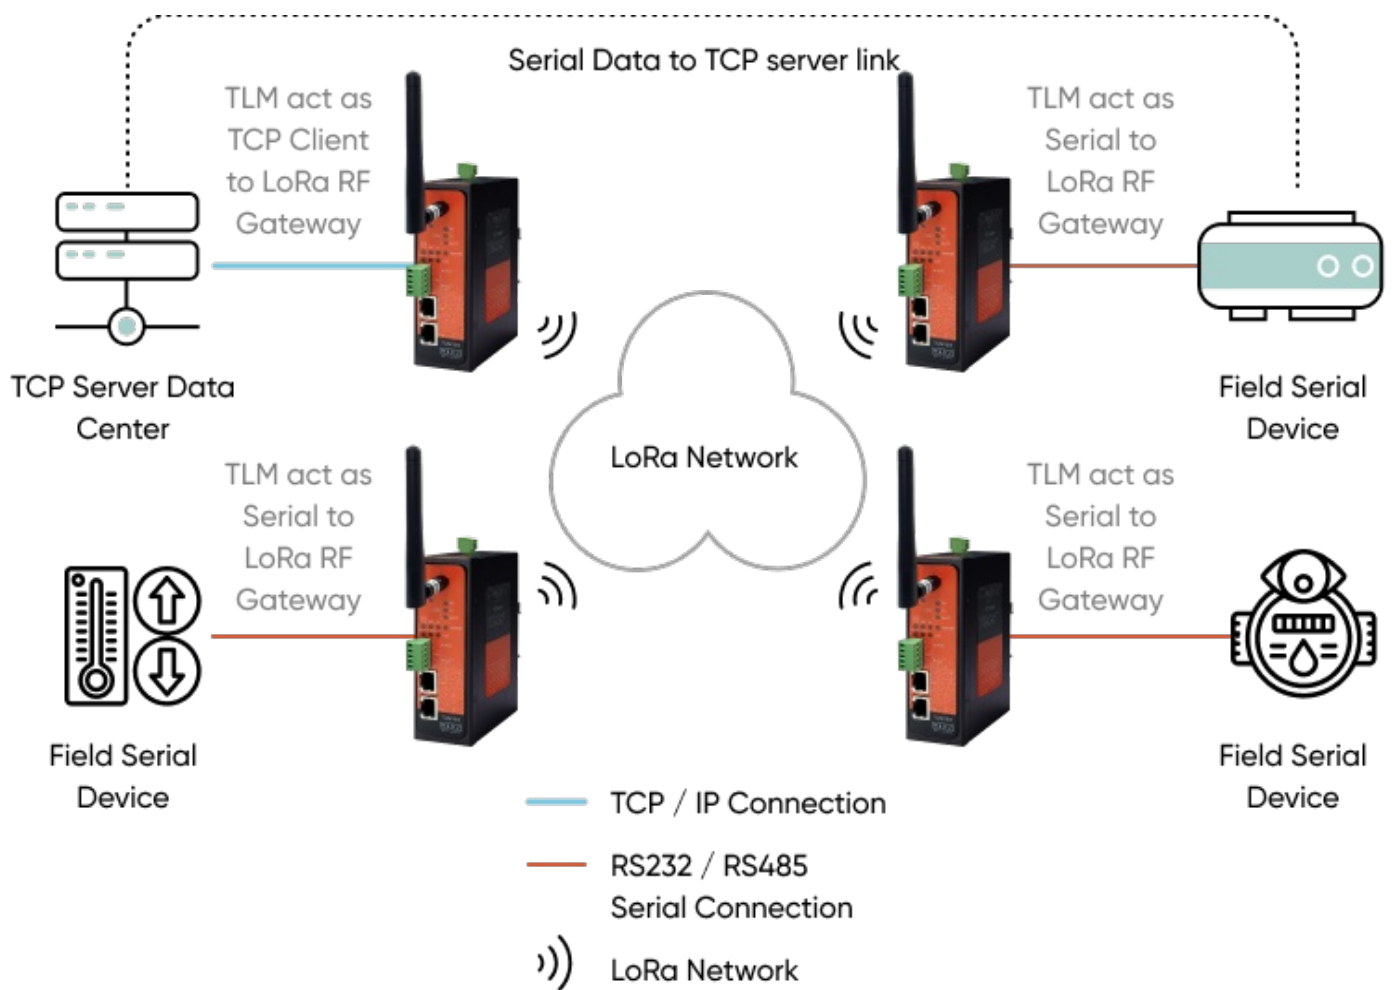 Serial Data to TCP server link
TLM act as
TCP Client
to LoRa RF
Gateway
TLM act as
Serial to
LoRa RF
Gateway
TCP Server Data
Center
Field Serial
Device
LoRa Network
TLM act as
Serial to
LoRa RF
Gateway
TLM act as
Serial to
LoRa RF
Gateway
Field Serial
Device
Field Serial
Device
TCP / IP Connection
RS232 / RS485
Serial Connection
LoRa Network